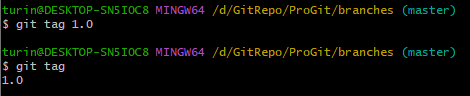 turin@DESKTOP-SN5IOC8 MINGW64 /d/GitRepo/ProGit/branches (master)
$ git tag 1.0
turin@DESKTOP-SN5IOC8 MINGW64 /d/GitRepo/ProGit/branches (master)
$ git tag
1.0